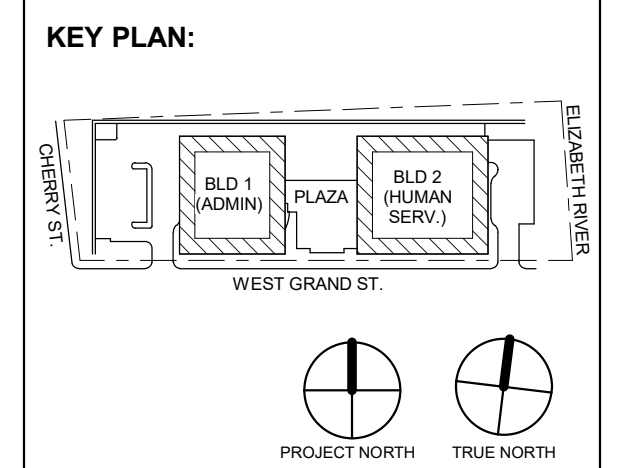 KEY PLAN:
CHERRY ST.
BLD 1
(ADMIN)
PLAZA
BLD 2
(HUMAN
SERV.)
ELIZABETH RIVER
WEST GRAND ST.
PROJECT NORTH
TRUE NORTH